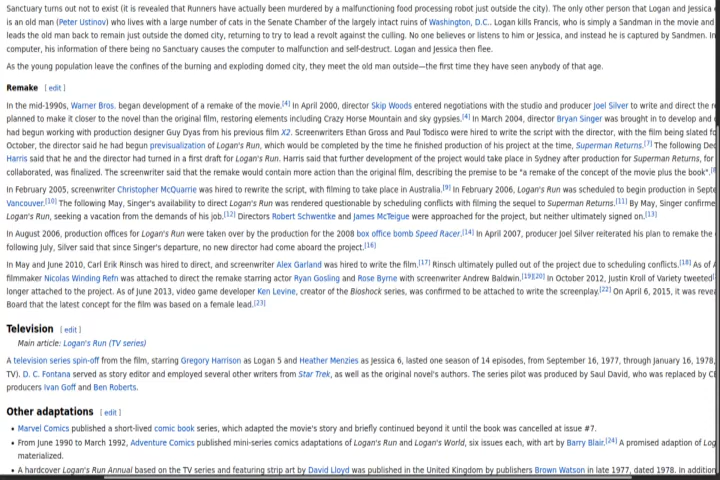 Sanctuary turns out not to exist (it is revealed that Runners have actually been murdered by a malfunctioning food processing robot just outside the city). The only other person that Logan and Jessica
is an old man (Peter Ustinov) who lives with a large number of cats in the Senate Chamber of the largely intact ruins of Washington, D.C.. Logan kills Francis, who is simply a Sandman in the movie and
leads the old man back to remain just outside the domed city, returning to try to lead a revolt against the culling. No one believes or listens to him or Jessica, and instead he is captured by Sandmen. In
computer, his information of there being no Sanctuary causes the computer to malfunction and self-destruct. Logan and Jessica then flee.
As the young population leave the confines of the burning and exploding domed city, they meet the old man outside—the first time they have seen anybody of that age.
Remake [edit]
In the mid-1990s, Warner Bros. began development of a remake of the movie.[4] In April 2000, director Skip Woods entered negotiations with the studio and producer Joel Silver to write and direct the
planned to make it closer to the novel than the original film, restoring elements including Crazy Horse Mountain and sky gypsies.[4] In March 2004, director Bryan Singer was brought in to develop and
had begun working with production designer Guy Dyas from his previous film X2. Screenwriters Ethan Gross and Paul Todisco were hired to write the script with the director, with the film being slated
October, the director said he had begun previsualization of Logan's Run, which would be completed by the time he finished production of his project at the time, Superman Returns.[7] The following
Harris said that he and the director had turned in a first draft for Logan's Run. Harris said that further development of the project would take place in Sydney after production for Superman Returns, for
collaborated, was finalized. The screenwriter said that the remake would contain more action than the original film, describing the premise to be "a remake of the concept of the movie plus the book".
In February 2005, screenwriter Christopher McQuarrie was hired to rewrite the script, with filming to take place in Australia.[9] In February 2006, Logan's Run was scheduled to begin production in
Vancouver.[10] The following May, Singer's availability to direct Logan's Run was rendered questionable by scheduling conflicts with filming the sequel to Superman Returns.[11] By May, Singer
Logan's Run, seeking a vacation from the demands of his job.[12] Directors Robert Schwentke and James McTeigue were approached for the project, but neither ultimately signed on.[13]
In August 2006, production offices for Logan's Run were taken over by the production for the 2008 box office bomb Speed Racer.[14] In April 2007, producer Joel Silver reiterated his plan to remake the
following July, Silver said that since Singer's departure, no new director had come aboard the project.[16]
In May and June 2010, Carl Erik Rinsch was hired to direct, and screenwriter Alex Garland was hired to write the film.[17] Rinsch ultimately pulled out of the project due to scheduling conflicts.[18] As of
filmmaker Nicolas Winding Refn was attached to direct the remake starring actor Ryan Gosling and Rose Byrne with screenwriter Andrew Baldwin.[19][20] In October 2012, Justin Kroll of Variety tweeted
longer attached to the project. As of June 2013, video game developer Ken Levine, creator of the Bioshock series, was confirmed to be attached to write the screenplay.[22] On April 6, 2015, it was
Board that the latest concept for the film was based on a female lead.[23]
Television [edit]
Main article: Logan's Run (TV series)
A television series spin-off from the film, starring Gregory Harrison as Logan 5 and Heather Menzies as Jessica 6, lasted one season of 14 episodes, from September 16, 1977, through January 16, 1978,
TV). D. C. Fontana served as story editor and employed several other writers from Star Trek, as well as the original novel's authors. The series pilot was produced by Saul David, who was replaced by
producers Ivan Goff and Ben Roberts.
Other adaptations [edit]
• Marvel Comics published a short-lived comic book series, which adapted the movie's story and briefly continued beyond it until the book was cancelled at issue #7.
• From June 1990 to March 1992, Adventure Comics published mini-series comics adaptations of Logan's Run and Logan's World, six issues each, with art by Barry Blair.[24] A promised adaption of
materialized.
• A hardcover Logan's Run Annual based on the TV series and featuring strip art by David Lloyd was published in the United Kingdom by publishers Brown Watson in late 1977, dated 1978. In addition